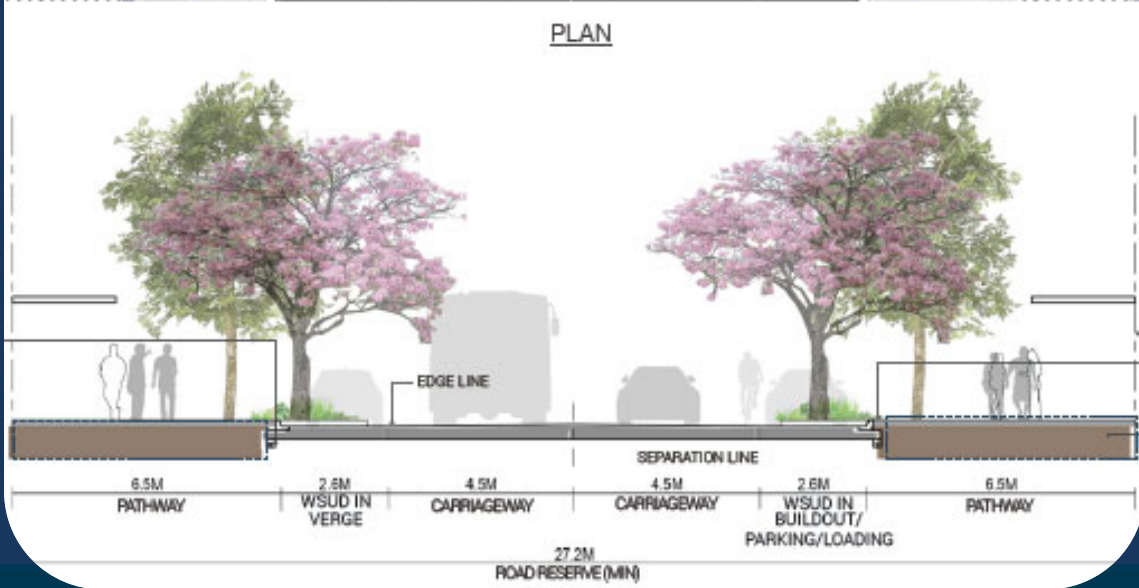 PLAN
EDGE LINE
SEPARATION LINE
6.5M
PATHWAY
2.6M
WSUD IN
VERGE
4.5M
CARRIAGEWAY
4.5M
CARRIAGEWAY
2.6M
WSUD IN
BUILDOUT/
PARKING/LOADING
6.5M
PATHWAY
27.2M
ROAD RESERVE (MIN)